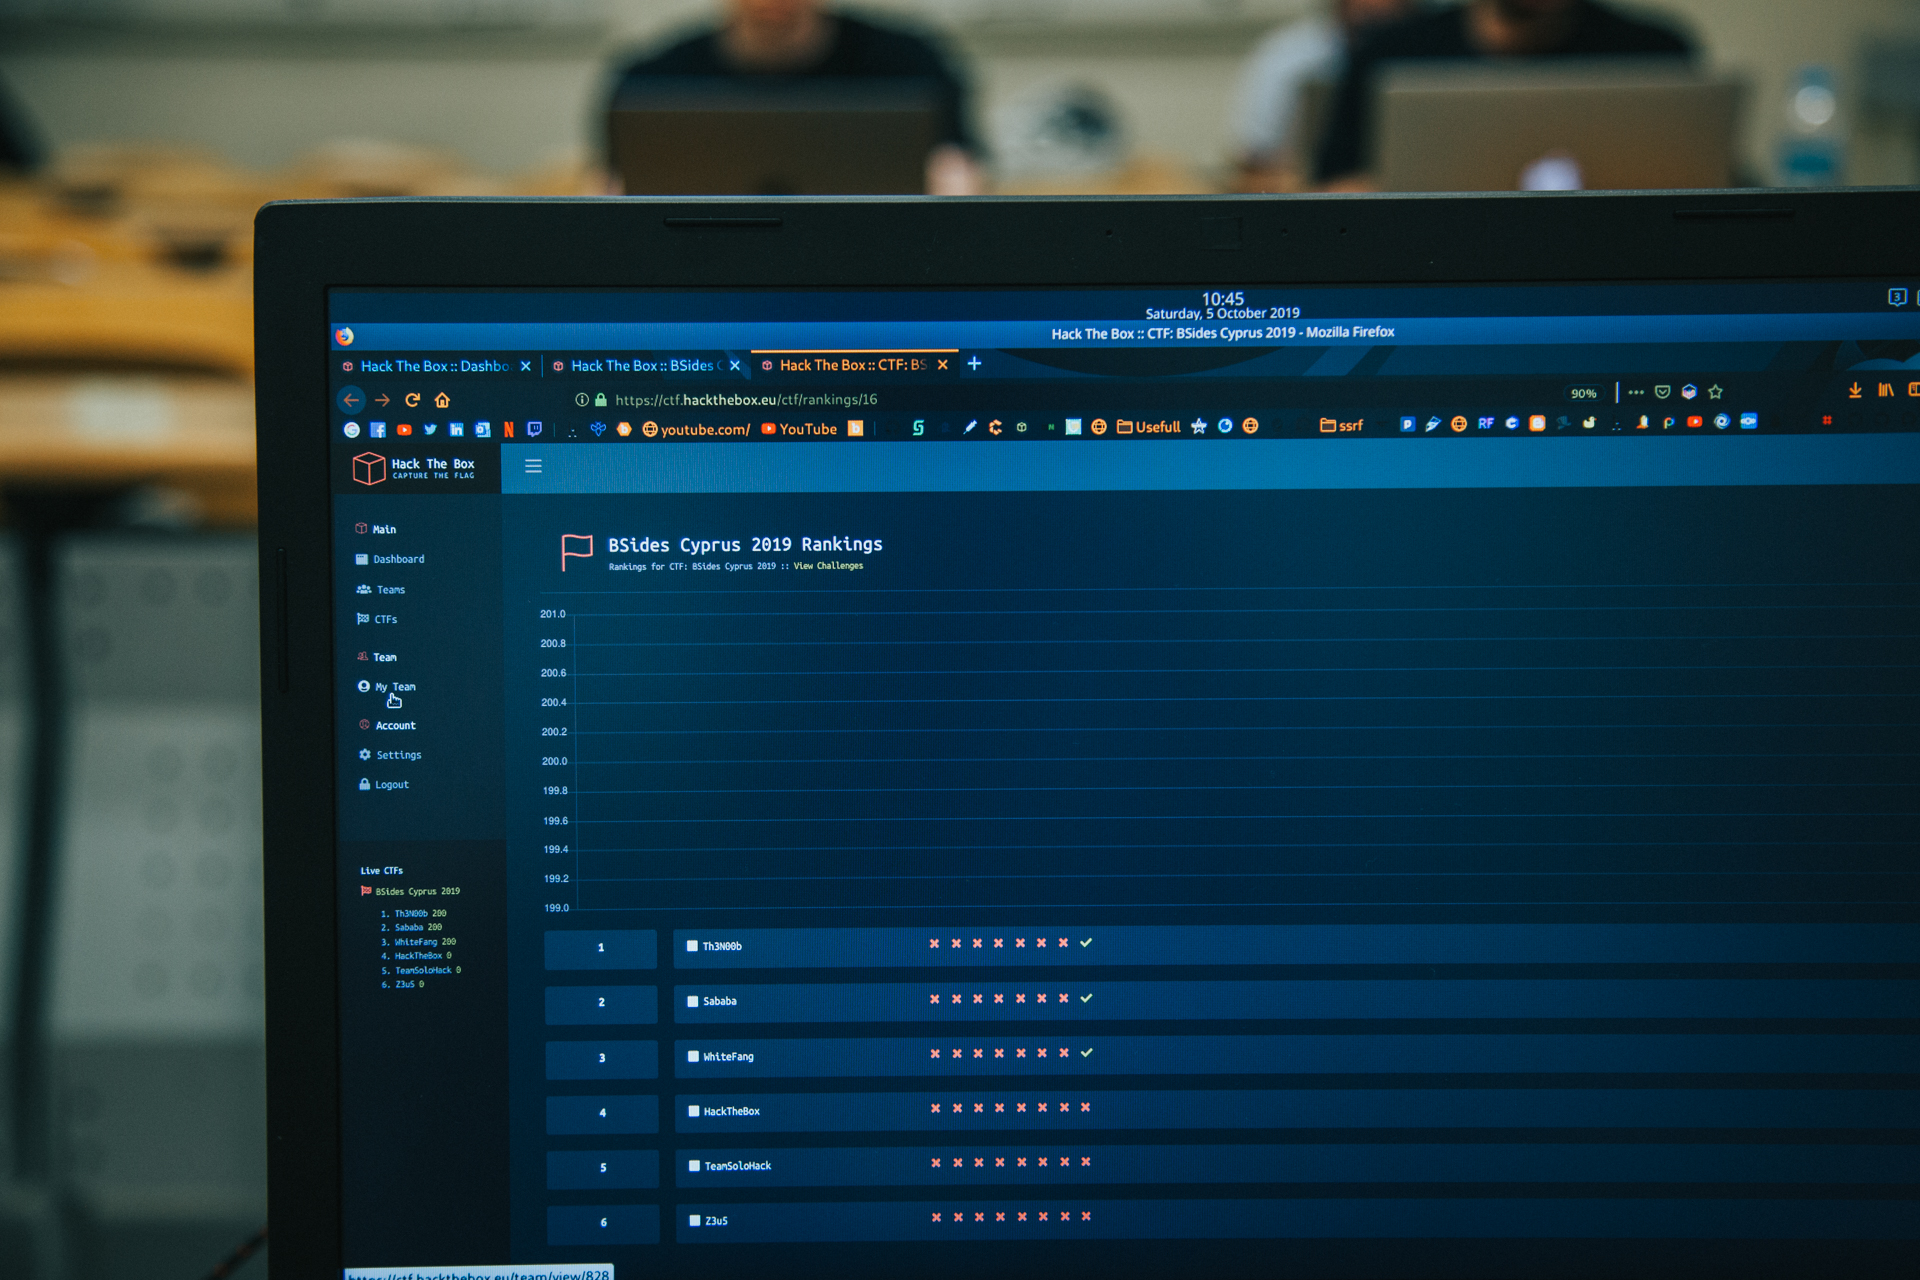 10:45
Saturday, 5 October 2019
3
Hack The Box :: CTF: BSides Cyprus 2019 - Mozilla Firefox
Hack The Box :: Dashbo
Hack The Box :: BSides
Hack The Box :: CTF: BS
https://ctf.hackthebox.eu/ctf/rankings/16
90%
youtube.com/
YouTube
Usefull
ssrf
RF
Hack The Box
CAPTURE THE FLAG
Main
Dashboard
Teams
CTFs
Team
My Team
Account
Settings
Logout
Live CTFs
BSides Cyprus 2019
1. Th3N00b 200
2. Sababa 200
3. WhiteFang 200
4. HackTheBox 0
5. TeamSoloHack 0
6. Z3u5 0
BSides Cyprus 2019 Rankings
Rankings for CTF: BSides Cyprus 2019 :: View Challenges
201.0
200.8
200.6
200.4
200.2
200.0
199.8
199.6
199.4
199.2
199.0
1 Th3N00b
2 Sababa
3 WhiteFang
4 HackTheBox
5 TeamSoloHack
6 Z3u5
https://ctf.hackthebox.eu/team/view/828